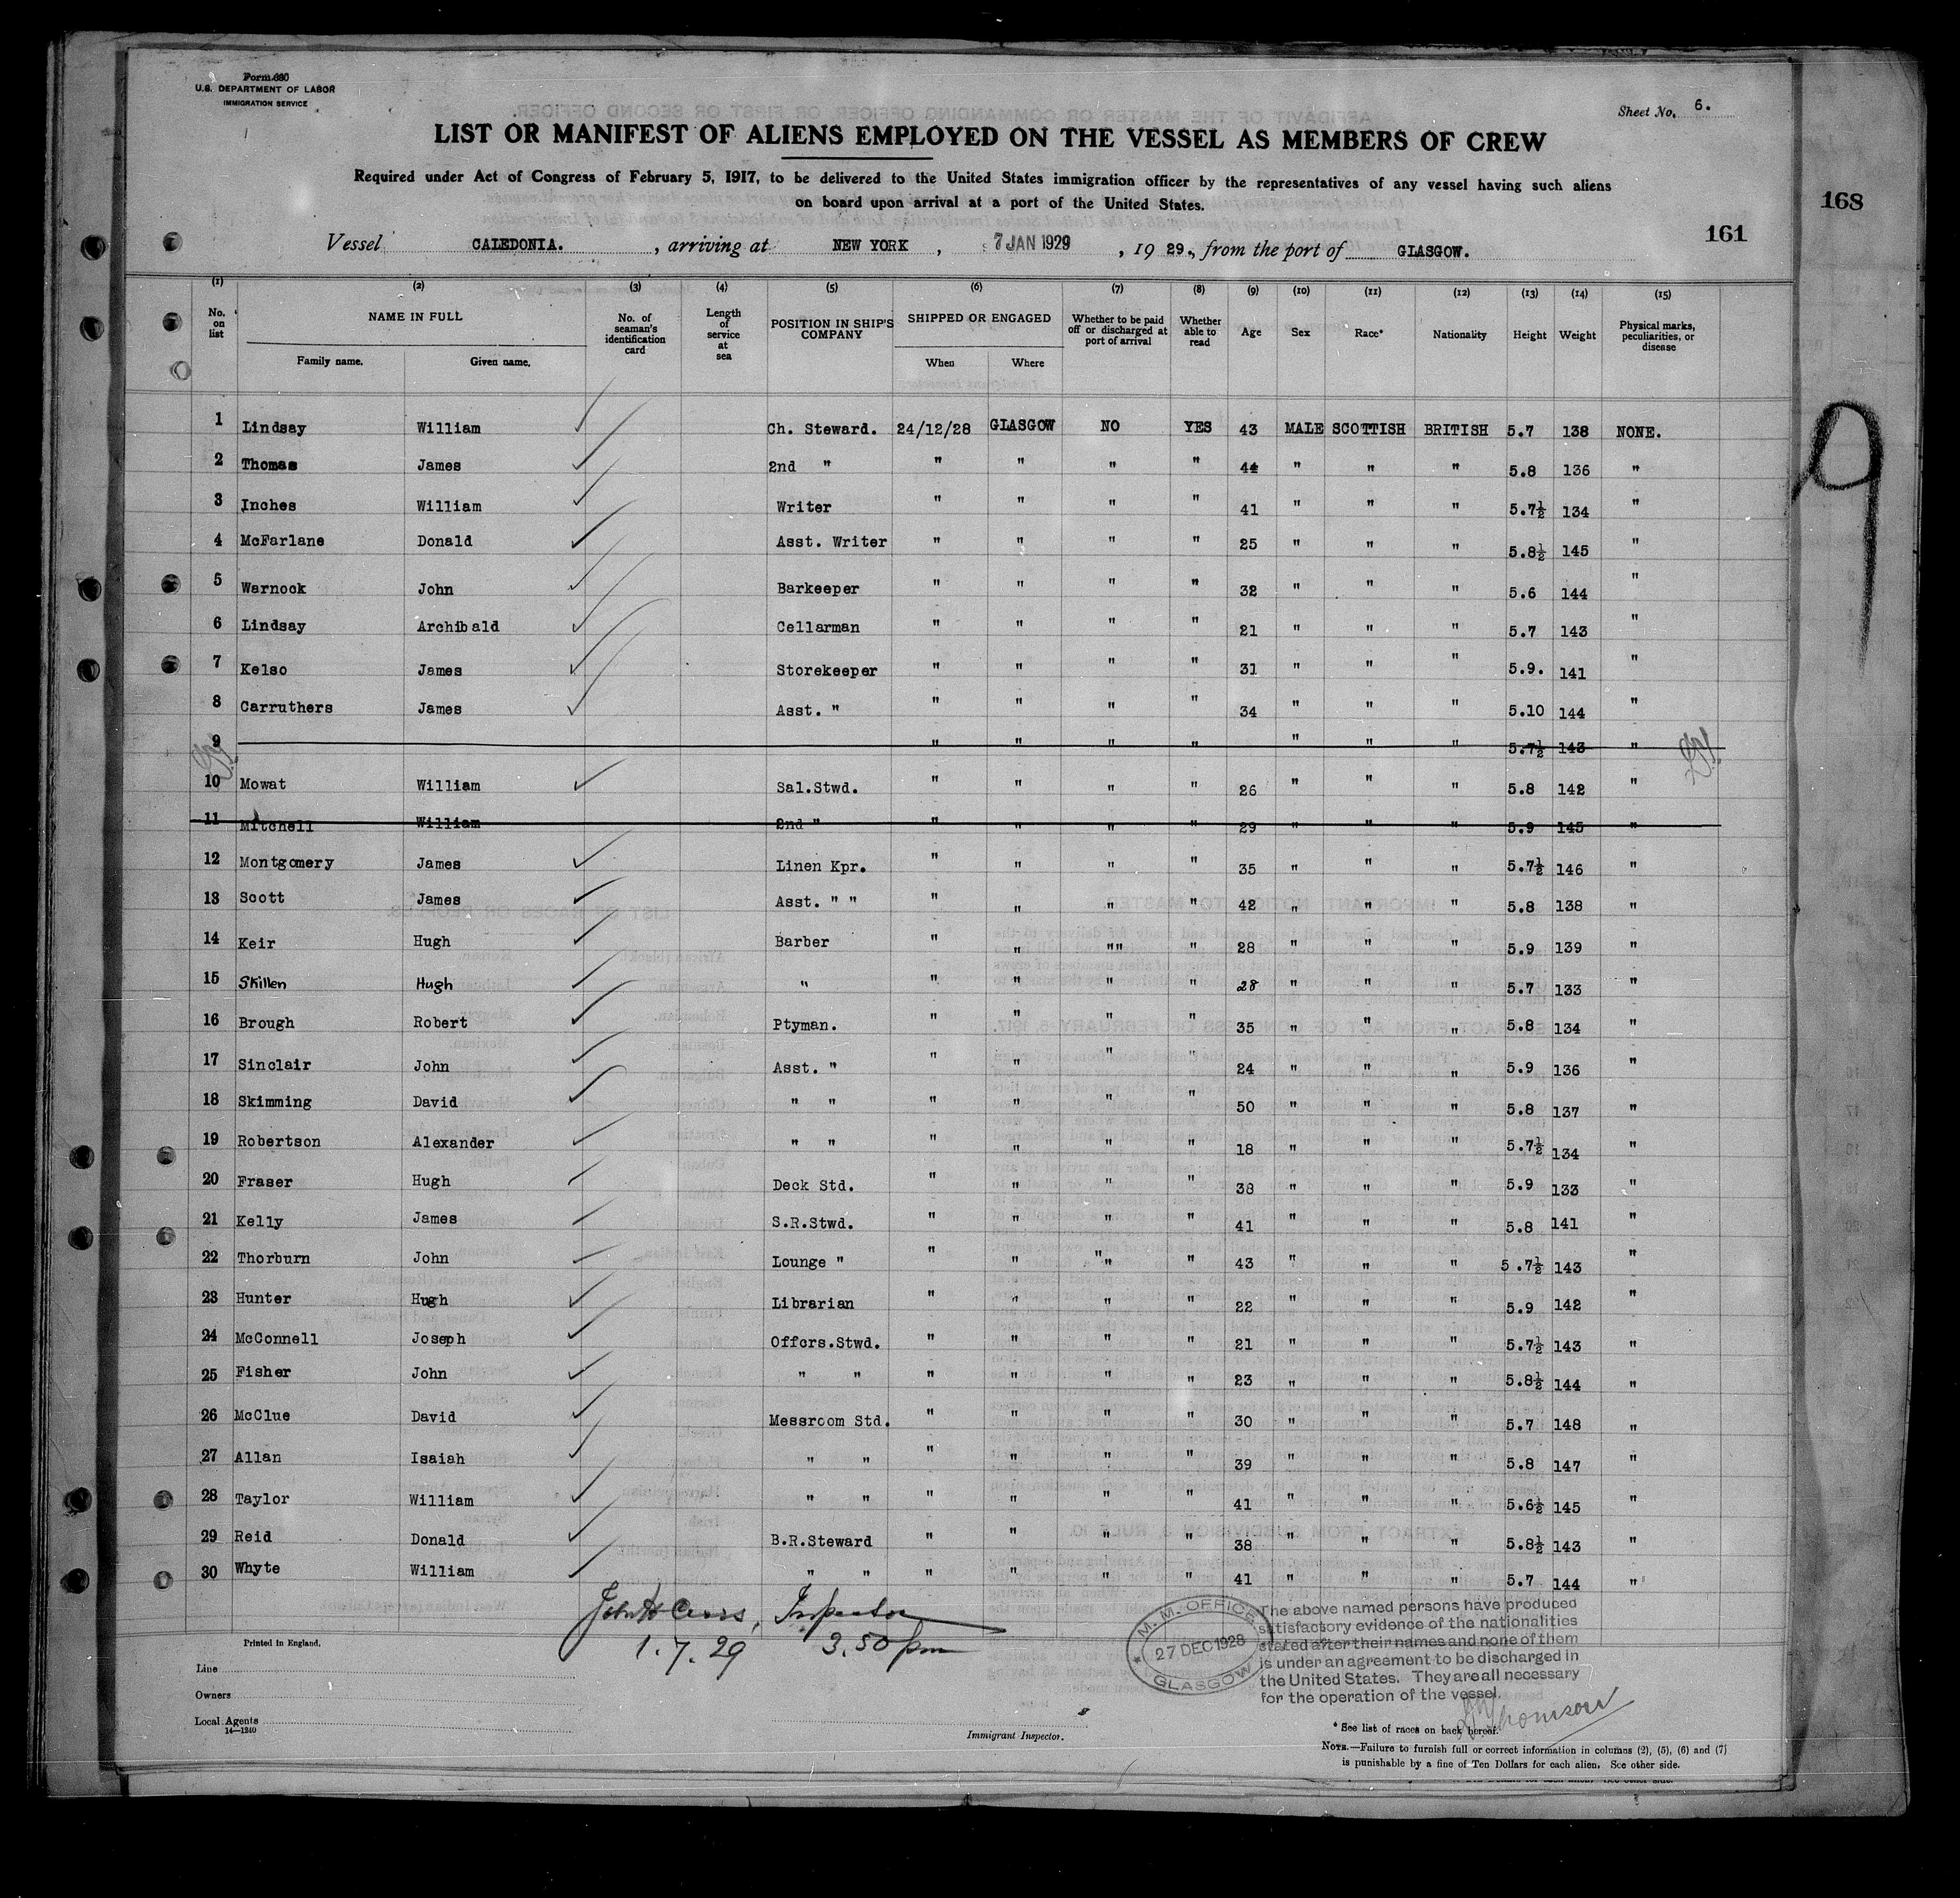 Form 680
U.S. DEPARTMENT OF LABOR
IMMIGRATION SERVICE
Sheet No. 6.
LIST OR MANIFEST OF ALIENS EMPLOYED ON THE VESSEL AS MEMBERS OF CREW
Required under Act of Congress of February 5, 1917, to be delivered to the United States immigration officer by the representatives of any vessel having such aliens
on board upon arrival at a port of the United States.
168
161
Vessel CALEDONIA. , arriving at NEW YORK , 7 JAN 1929 , 19 29., from the port of GLASGOW.
(1) (2) (3) (4) (5) (6) (7) (8) (9) (10) (11) (12) (13) (14) (15)
No. on list NAME IN FULL Family name. Given name. No. of seaman's identification card Length of service at sea POSITION IN SHIP'S COMPANY SHIPPED OR ENGAGED When Where Whether to be paid off or discharged at port of arrival Whether able to read Age Sex Race* Nationality Height Weight Physical marks, peculiarities, or disease
1 Lindsay William Ch. Steward. 24/12/28 GLASGOW NO YES 43 MALE SCOTTISH BRITISH 5.7 138 NONE.
2 Thomas James 2nd " " " " " 44 " " " 5.8 136 "
3 Inches William Writer " " " " 41 " " " 5.7½ 134 "
4 McFarlane Donald Asst. Writer " " " " 25 " " " 5.8½ 145 "
5 Warnock John Barkeeper " " " " 32 " " " 5.6 144 "
6 Lindsay Archibald Cellarman " " " " 21 " " " 5.7 143 "
7 Kelso James Storekeeper " " " " 31 " " " 5.9. 141 "
8 Carruthers James Asst. " " " " " 34 " " " 5.10 144 "
9 " " " " " " " 5.7½ 143 "
10 Mowat William Sal.Stwd. " " " " 26 " " " 5.8 142 "
11 Mitchell William 2nd " " " " " 29 " " " 5.9 145 "
12 Montgomery James Linen Kpr. " " " " 35 " " " 5.7½ 146 "
13 Scott James Asst. " " " " " " 42 " " " 5.8 138 "
14 Keir Hugh Barber " " "" " 28 " " " 5.9 139 "
15 Skillen Hugh " " " " " 28 " " " 5.7 133 "
16 Brough Robert Ptyman. " " " " 35 " " " 5.8 134 "
17 Sinclair John Asst. " " " " " 24 " " " 5.9 136 "
18 Skimming David " " " " " " 50 " " " 5.8 137 "
19 Robertson Alexander " " " " " " 18 " " " 5.7½ 134 "
20 Fraser Hugh Deck Std. " " " " 38 " " " 5.9 133 "
21 Kelly James S.R.Stwd. " " " " 41 " " " 5.8 141 "
22 Thorburn John Lounge " " " "" " 43 " " " 5.7½ 143 "
23 Hunter Hugh Librarian " " " " 22 " " " 5.9 142 "
24 McConnell Joseph Offcrs.Stwd. " " " " 21 " " " 5.7½ 143 "
25 Fisher John " " " " " " 23 " " " 5.8½ 144 "
26 McClue David Messroom Std. " " " " 30 " " " 5.7 148 "
27 Allan Isaiah " " " " " " 39 " " " 5.8 147 "
28 Taylor William " " " " " " 41 " " " 5.6½ 145 "
29 Reid Donald B.R.Steward " " " " 38 " " " 5.8½ 143 "
30 Whyte William " " " " " " 41 " " " 5.7 144 "
Inspector
1.7.29 3.50 pm
M. M. OFFICE 27 DEC 1928 GLASGOW
The above named persons have produced
satisfactory evidence of the nationalities
stated after their names and none of them
is under an agreement to be discharged in
the United States. They are all necessary
for the operation of the vessel.
Thomson
Printed in England.
Line
Owners
Local Agents
14—1240
Immigrant Inspector.
* See list of races on back hereof.
NOTE.—Failure to furnish full or correct information in columns (2), (5), (6) and (7)
is punishable by a fine of Ten Dollars for each alien. See other side.